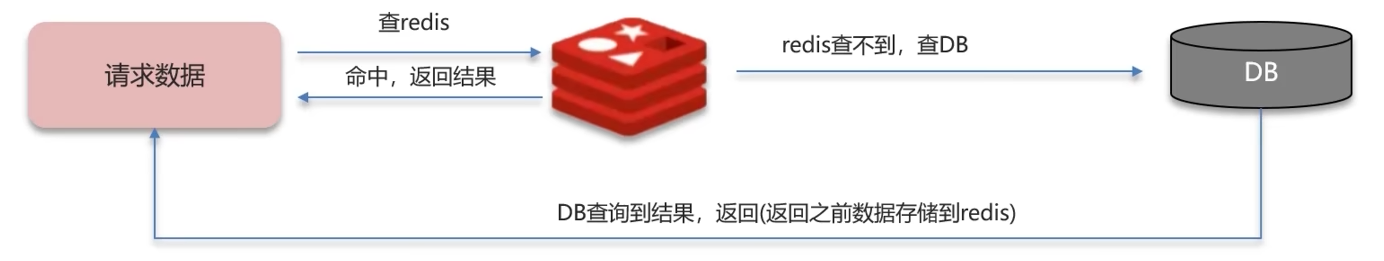 查redis
请求数据
命中，返回结果
redis查不到，查DB
DB
DB查询到结果，返回(返回之前数据存储到redis)